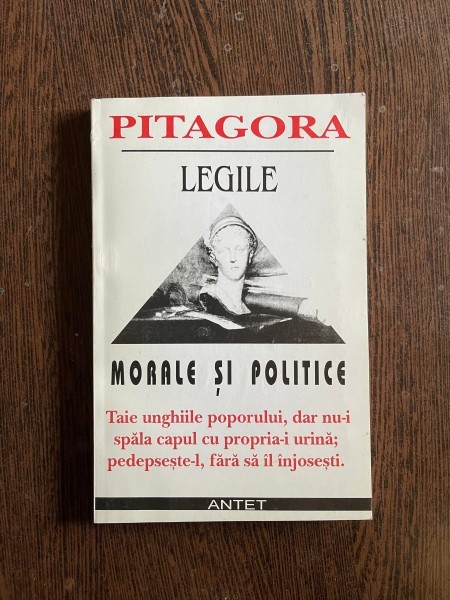 PITAGORA
LEGILE
MORALE ȘI POLITICE
Taie unghiile poporului, dar nu-i
spăla capul cu propria-i urină;
pedepsește-l, fără să îl înjosești.
ANTET